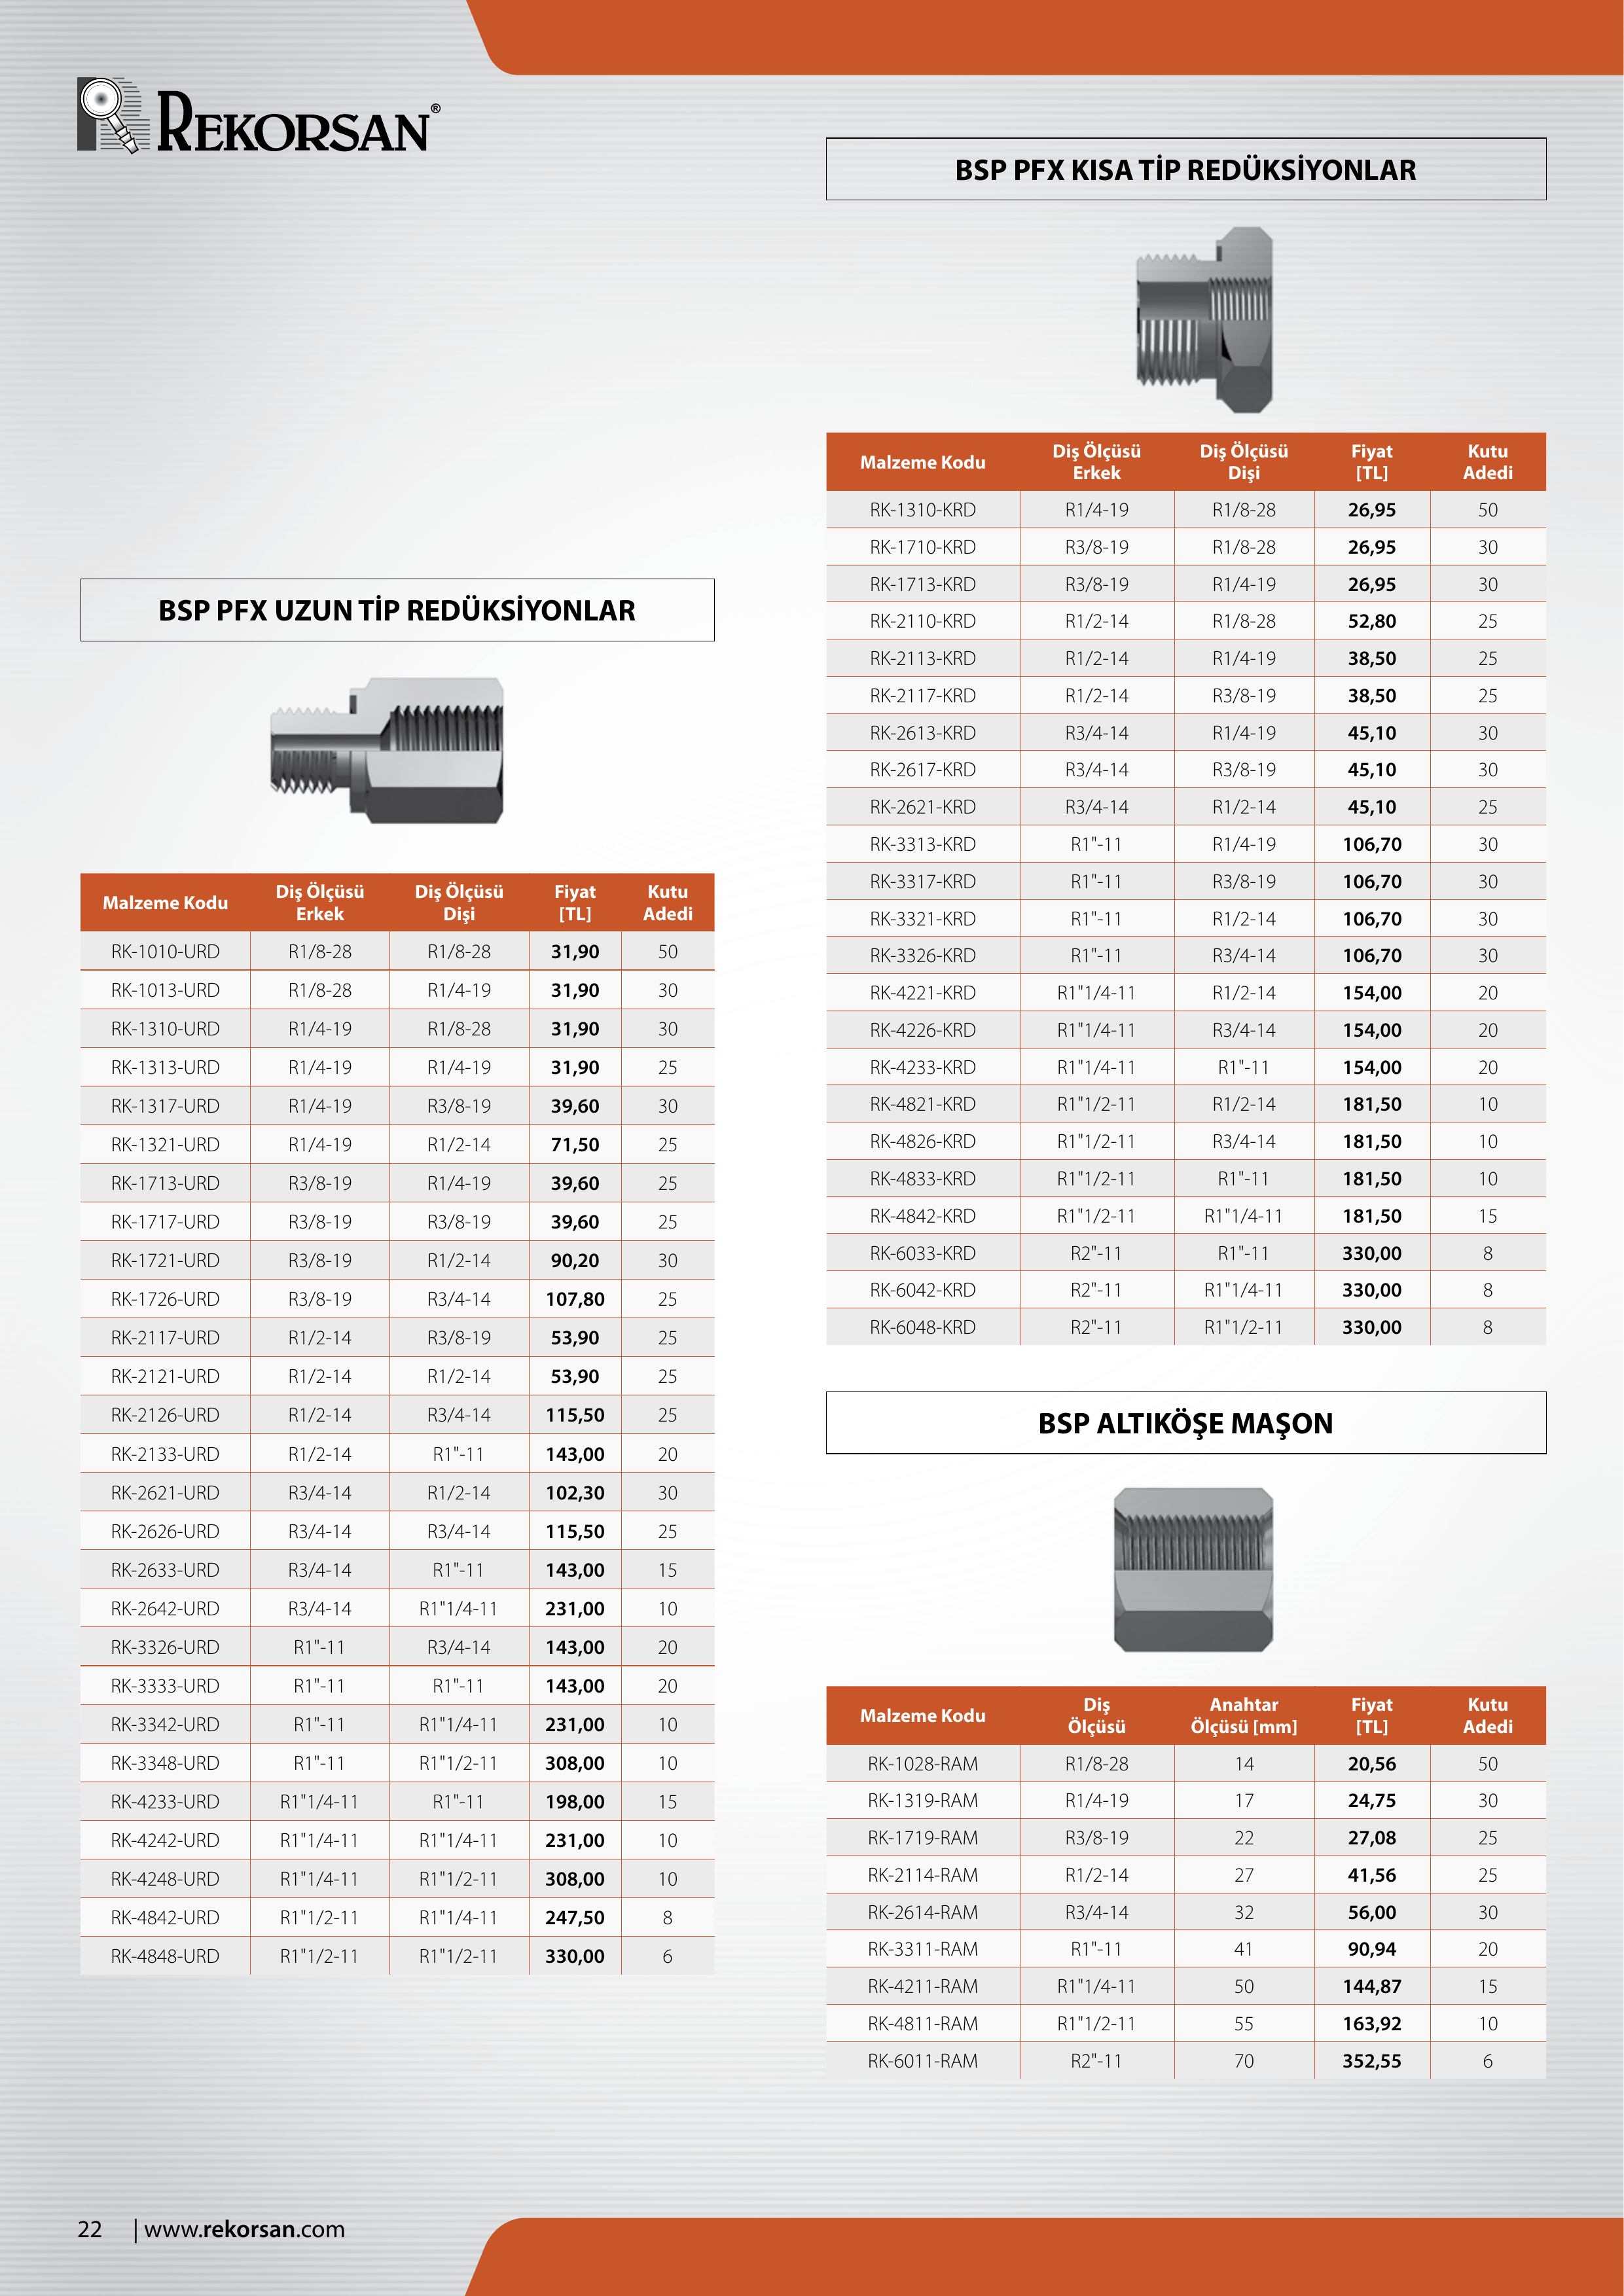 REKORSAN®
BSP PFX UZUN TİP REDÜKSİYONLAR
Malzeme Kodu Diş Ölçüsü Erkek Diş Ölçüsü Dişi Fiyat [TL] Kutu Adedi
RK-1010-URD R1/8-28 R1/8-28 31,90 50
RK-1013-URD R1/8-28 R1/4-19 31,90 30
RK-1310-URD R1/4-19 R1/8-28 31,90 30
RK-1313-URD R1/4-19 R1/4-19 31,90 25
RK-1317-URD R1/4-19 R3/8-19 39,60 30
RK-1321-URD R1/4-19 R1/2-14 71,50 25
RK-1713-URD R3/8-19 R1/4-19 39,60 25
RK-1717-URD R3/8-19 R3/8-19 39,60 25
RK-1721-URD R3/8-19 R1/2-14 90,20 30
RK-1726-URD R3/8-19 R3/4-14 107,80 25
RK-2117-URD R1/2-14 R3/8-19 53,90 25
RK-2121-URD R1/2-14 R1/2-14 53,90 25
RK-2126-URD R1/2-14 R3/4-14 115,50 25
RK-2133-URD R1/2-14 R1"-11 143,00 20
RK-2621-URD R3/4-14 R1/2-14 102,30 30
RK-2626-URD R3/4-14 R3/4-14 115,50 25
RK-2633-URD R3/4-14 R1"-11 143,00 15
RK-2642-URD R3/4-14 R1"1/4-11 231,00 10
RK-3326-URD R1"-11 R3/4-14 143,00 20
RK-3333-URD R1"-11 R1"-11 143,00 20
RK-3342-URD R1"-11 R1"1/4-11 231,00 10
RK-3348-URD R1"-11 R1"1/2-11 308,00 10
RK-4233-URD R1"1/4-11 R1"-11 198,00 15
RK-4242-URD R1"1/4-11 R1"1/4-11 231,00 10
RK-4248-URD R1"1/4-11 R1"1/2-11 308,00 10
RK-4842-URD R1"1/2-11 R1"1/4-11 247,50 8
RK-4848-URD R1"1/2-11 R1"1/2-11 330,00 6
BSP PFX KISA TİP REDÜKSİYONLAR
Malzeme Kodu Diş Ölçüsü Erkek Diş Ölçüsü Dişi Fiyat [TL] Kutu Adedi
RK-1310-KRD R1/4-19 R1/8-28 26,95 50
RK-1710-KRD R3/8-19 R1/8-28 26,95 30
RK-1713-KRD R3/8-19 R1/4-19 26,95 30
RK-2110-KRD R1/2-14 R1/8-28 52,80 25
RK-2113-KRD R1/2-14 R1/4-19 38,50 25
RK-2117-KRD R1/2-14 R3/8-19 38,50 25
RK-2613-KRD R3/4-14 R1/4-19 45,10 30
RK-2617-KRD R3/4-14 R3/8-19 45,10 30
RK-2621-KRD R3/4-14 R1/2-14 45,10 25
RK-3313-KRD R1"-11 R1/4-19 106,70 30
RK-3317-KRD R1"-11 R3/8-19 106,70 30
RK-3321-KRD R1"-11 R1/2-14 106,70 30
RK-3326-KRD R1"-11 R3/4-14 106,70 30
RK-4221-KRD R1"1/4-11 R1/2-14 154,00 20
RK-4226-KRD R1"1/4-11 R3/4-14 154,00 20
RK-4233-KRD R1"1/4-11 R1"-11 154,00 20
RK-4821-KRD R1"1/2-11 R1/2-14 181,50 10
RK-4826-KRD R1"1/2-11 R3/4-14 181,50 10
RK-4833-KRD R1"1/2-11 R1"-11 181,50 10
RK-4842-KRD R1"1/2-11 R1"1/4-11 181,50 15
RK-6033-KRD R2"-11 R1"-11 330,00 8
RK-6042-KRD R2"-11 R1"1/4-11 330,00 8
RK-6048-KRD R2"-11 R1"1/2-11 330,00 8
BSP ALTIKÖŞE MAŞON
Malzeme Kodu Diş Ölçüsü Anahtar Ölçüsü [mm] Fiyat [TL] Kutu Adedi
RK-1028-RAM R1/8-28 14 20,56 50
RK-1319-RAM R1/4-19 17 24,75 30
RK-1719-RAM R3/8-19 22 27,08 25
RK-2114-RAM R1/2-14 27 41,56 25
RK-2614-RAM R3/4-14 32 56,00 30
RK-3311-RAM R1"-11 41 90,94 20
RK-4211-RAM R1"1/4-11 50 144,87 15
RK-4811-RAM R1"1/2-11 55 163,92 10
RK-6011-RAM R2"-11 70 352,55 6
22 | www.rekorsan.com